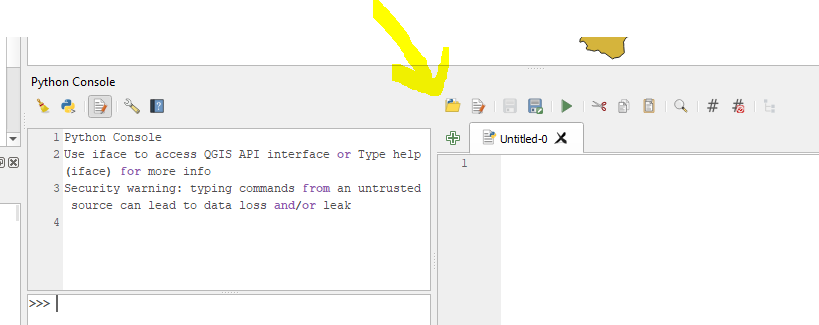 Python Console
1 Python Console
2 Use iface to access QGIS API interface or Type help
(iface) for more info
3 Security warning: typing commands from an untrusted
source can lead to data loss and/or leak
4
>>>
Untitled-0
1